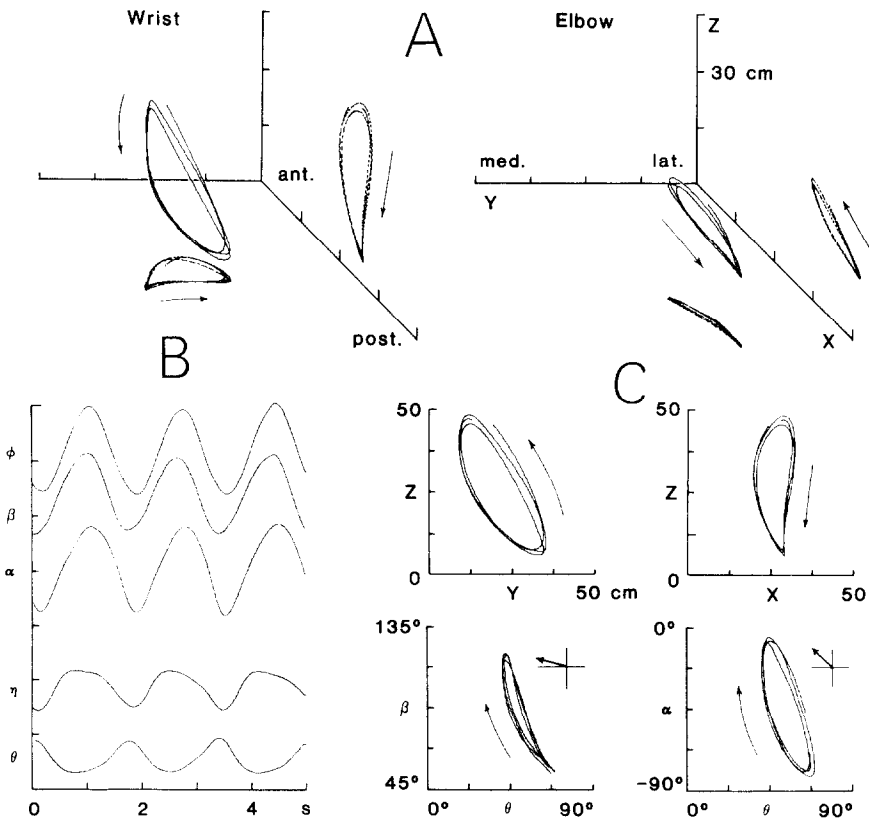 Wrist
A
Elbow
Z
30 cm
ant.
med.
lat.
Y
post.
X
B
C
φ
β
α
η
θ
0
2
4
s
50
Z
0
Y
50 cm
50
Z
0
X
50
135°
β
45°
0°
θ
90°
0°
α
-90°
0°
θ
90°